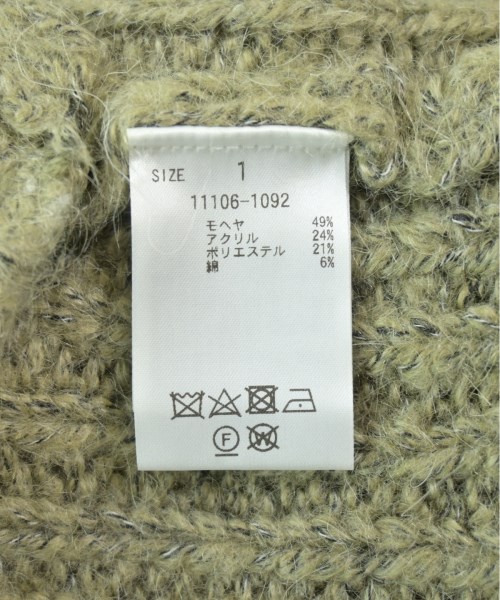 SIZE 1
11106-1092
モヘヤ 49%
アクリル 24%
ポリエステル 21%
綿 6%
F W